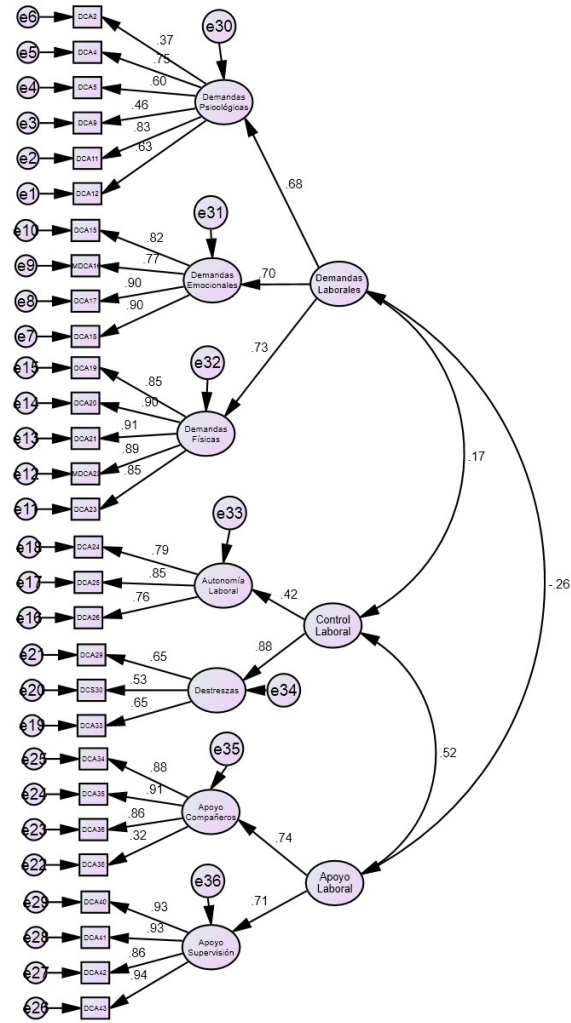 e6
DCA2
.37
e30
e5
DCA4
.75
e4
DCA5
.60
Demandas
Psicológicas
e3
DCA9
.46
e2
DCA11
.83
e1
DCA12
.63
.68
e10
DCA15
.82
e31
e9
MDCA16
.77
e8
DCA17
.90
Demandas
Emocionales
.70
Demandas
Laborales
e7
DCA18
.90
e15
DCA19
.85
e32
.73
e14
DCA20
.90
e13
DCA21
.91
Demandas
Físicas
e12
MDCA22
.89
e11
DCA23
.85
.17
e33
e18
DCA24
.79
e17
DCA25
.85
Autonomía
Laboral
.42
-.26
e16
DCA26
.76
Control
Laboral
e21
DCA29
.65
.88
e20
DCS30
.53
Destrezas
e34
e19
DCA33
.65
e25
DCA34
.88
e35
.52
e24
DCA35
.91
e23
DCA36
.86
Apoyo
Compañeros
.74
e22
DCA38
.32
Apoyo
Laboral
e36
.71
e29
DCA40
.93
e28
DCA41
.93
Apoyo
Supervisión
e27
DCA42
.86
e26
DCA43
.94